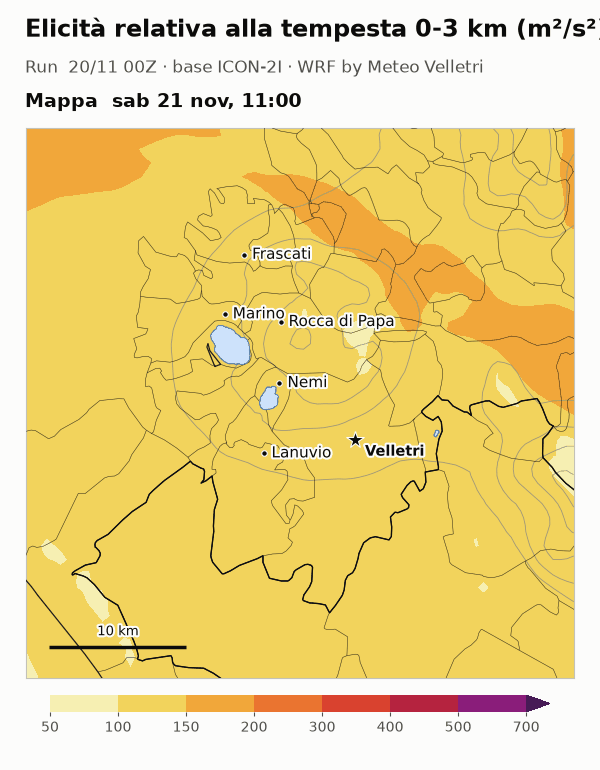 Elicità relativa alla tempesta 0-3 km (m²/s²)
Run  20/11 00Z · base ICON-2I · WRF by Meteo Velletri
Mappa  sab 21 nov, 11:00
Frascati
Marino
Rocca di Papa
Nemi
Lanuvio
Velletri
10 km
50 100 150 200 300 400 500 700